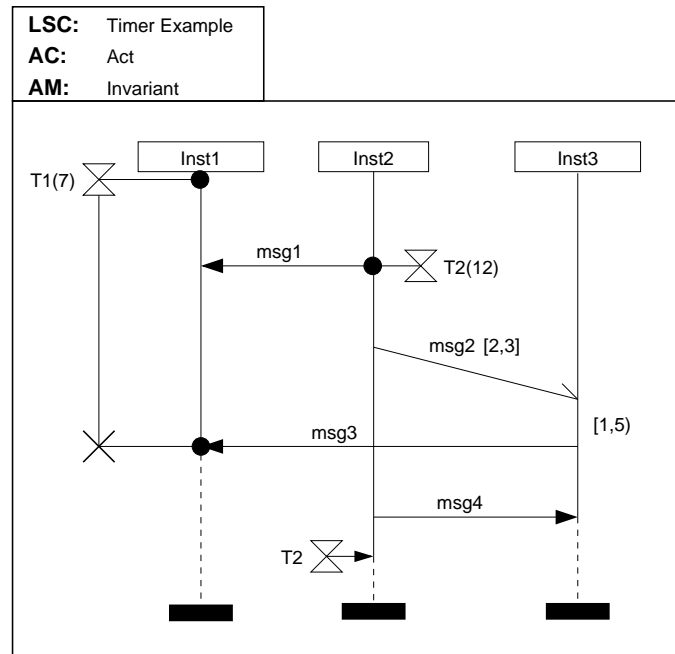 LSC: Timer Example
AC: Act
AM: Invariant
Inst1 Inst2 Inst3
T1(7)
msg1
T2(12)
msg2 [2,3]
[1,5)
msg3
msg4
T2